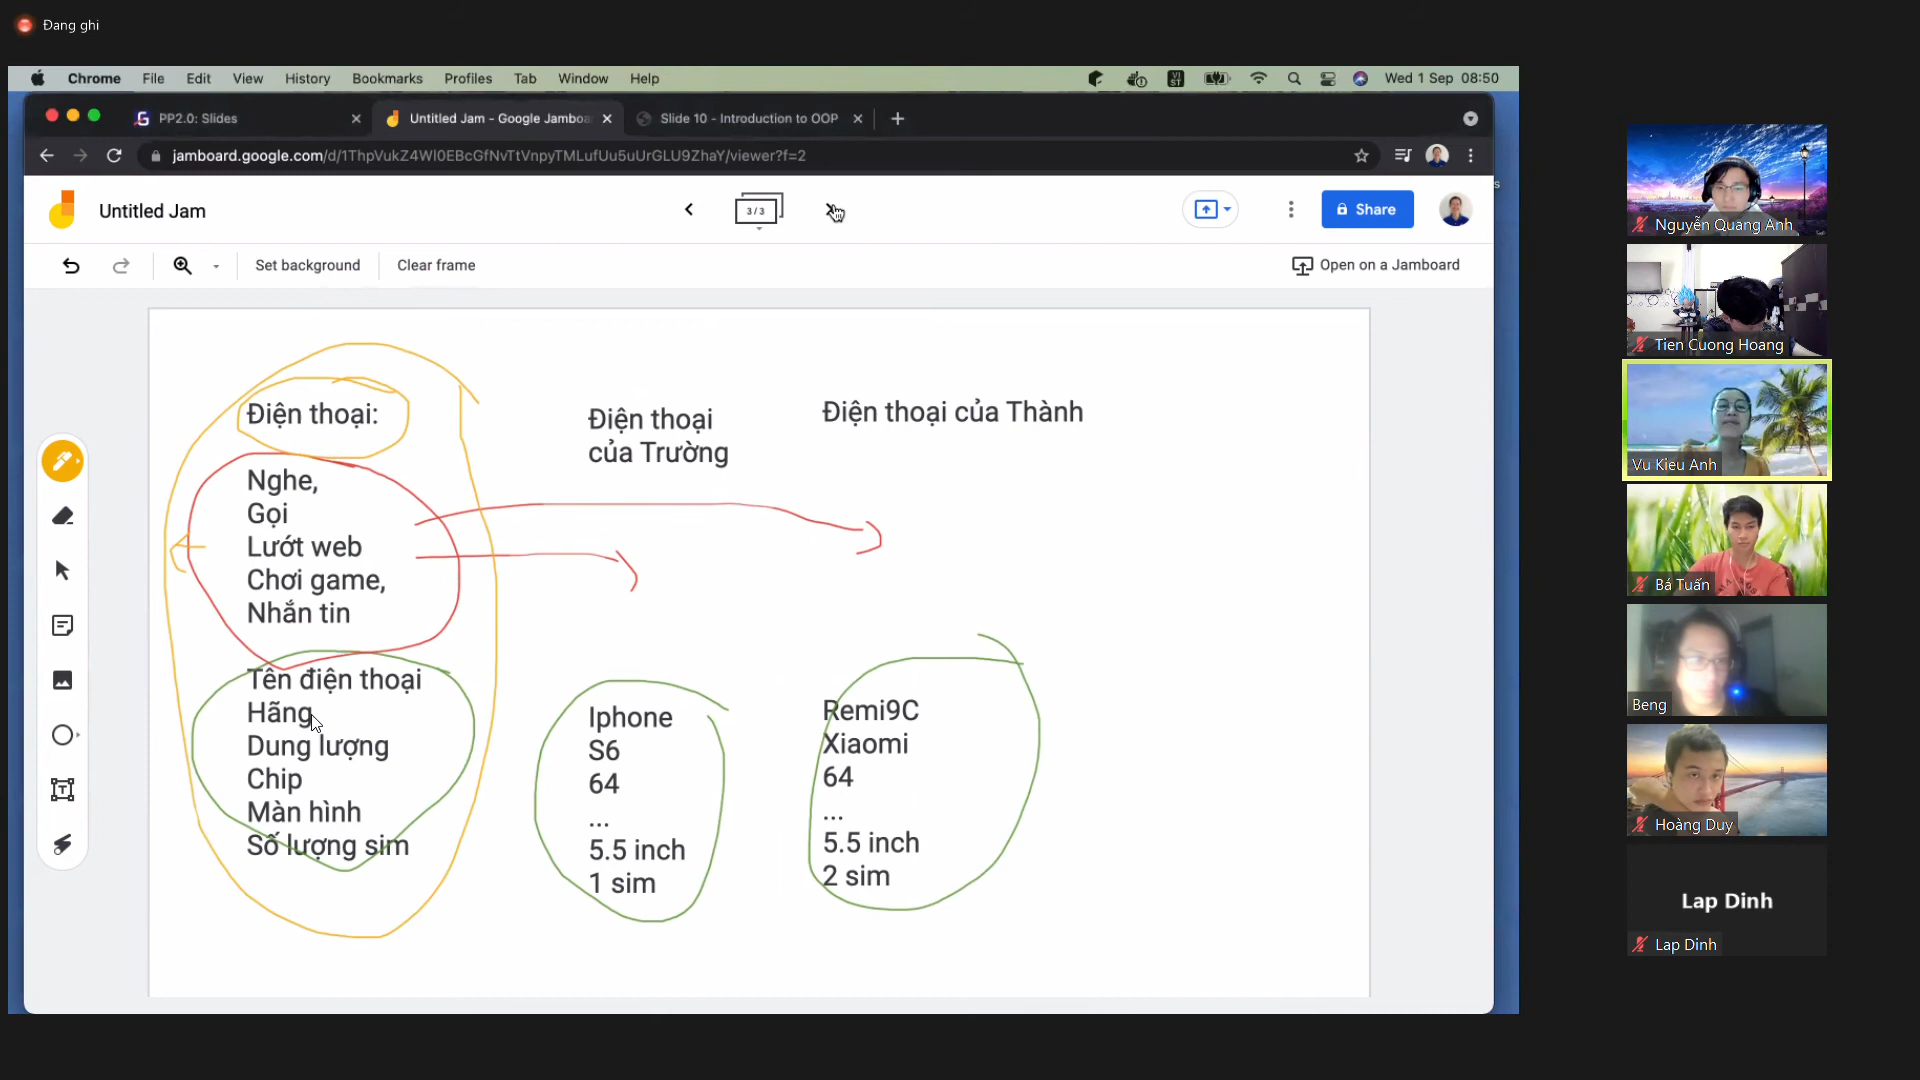 Đang ghi
Chrome File Edit View History Bookmarks Profiles Tab Window Help
VI
ST
Wed 1 Sep 08:50
PP2.0: Slides
Untitled Jam - Google Jamboa
Slide 10 - Introduction to OOP
jamboard.google.com/d/1ThpVukZ4Wl0EBcGfNvTtVnpyTMLufUu5uUrGLU9ZhaY/viewer?f=2
Untitled Jam
3/3
Share
Set background
Clear frame
Open on a Jamboard
Điện thoại:
Nghe,
Gọi
Lướt web
Chơi game,
Nhắn tin
Tên điện thoại
Hãng
Dung lượng
Chip
Màn hình
Số lượng sim
Điện thoại
của Trường
Iphone
S6
64
...
5.5 inch
1 sim
Điện thoại của Thành
Remi9C
Xiaomi
64
...
5.5 inch
2 sim
Nguyễn Quang Anh
Tien Cuong Hoang
Vu Kieu Anh
Bá Tuấn
Beng
Hoàng Duy
Lap Dinh
Lap Dinh